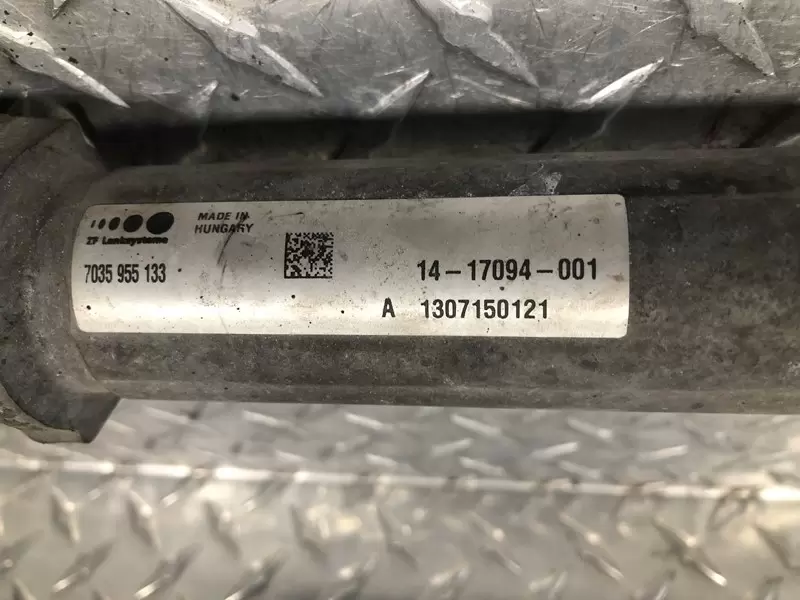 MADE IN
HUNGARY
ZF Lenksysteme
7035 955 133
14-17094-001
A 1307150121